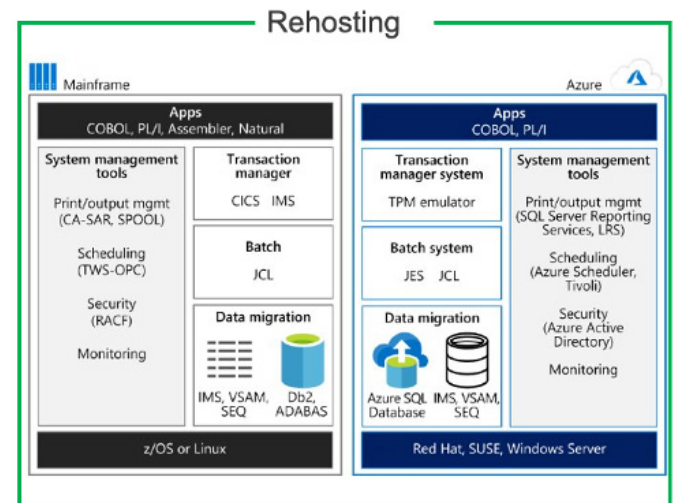 Rehosting
Mainframe
Apps
COBOL, PL/I, Assembler, Natural
System management
tools
Print/output mgmt
(CA-SAR, SPOOL)
Scheduling
(TWS-OPC)
Security
(RACF)
Monitoring
Transaction
manager
CICS IMS
Batch
JCL
Data migration
IMS, VSAM,
SEQ
Db2,
ADABAS
z/OS or Linux
Azure
Apps
COBOL, PL/I
Transaction
manager system
TPM emulator
Batch system
JES JCL
Data migration
Azure SQL
Database
IMS, VSAM,
SEQ
System management
tools
Print/output mgmt
(SQL Server Reporting
Services, LRS)
Scheduling
(Azure Scheduler,
Tivoli)
Security
(Azure Active
Directory)
Monitoring
Red Hat, SUSE, Windows Server